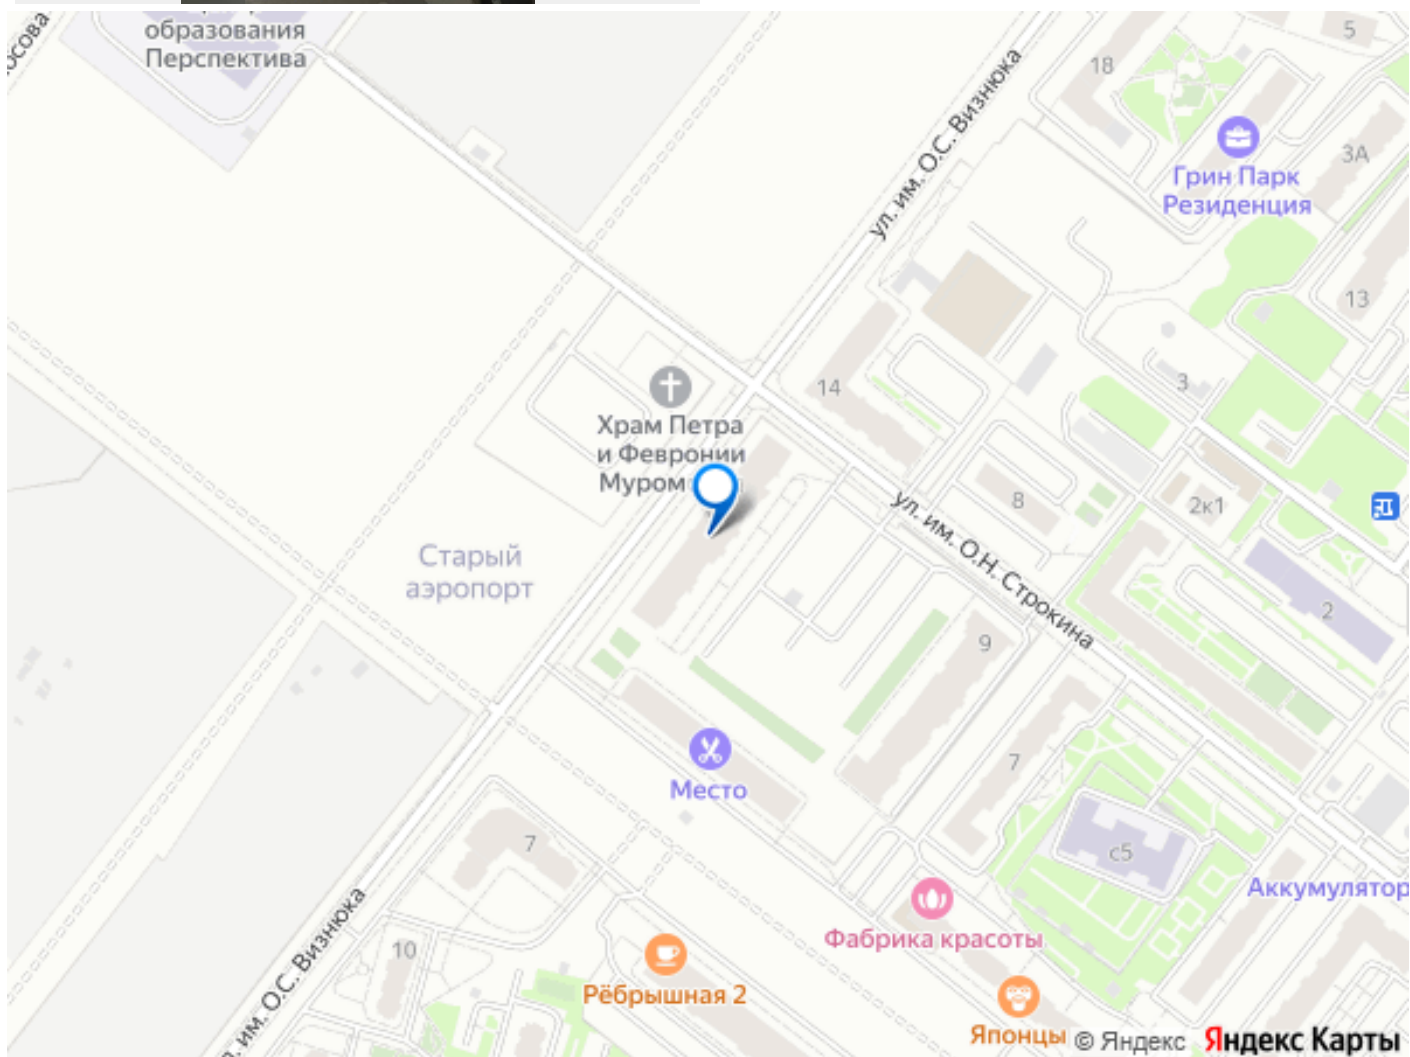 образования
Перспектива
ул. им. О.С. Визнюка
5
18
3А
Грин Парк
Резиденция
13
14
3
Храм Петра
и Февронии
Муром
8
2к1
ул. им. О.Н. Строкина
Старый
аэропорт
2
9
Место
7
7
с5
Аккумулятор
Фабрика красоты
ул. им. О.С. Визнюка
10
Рёбрышная 2
Японцы
© Яндекс Яндекс Карты